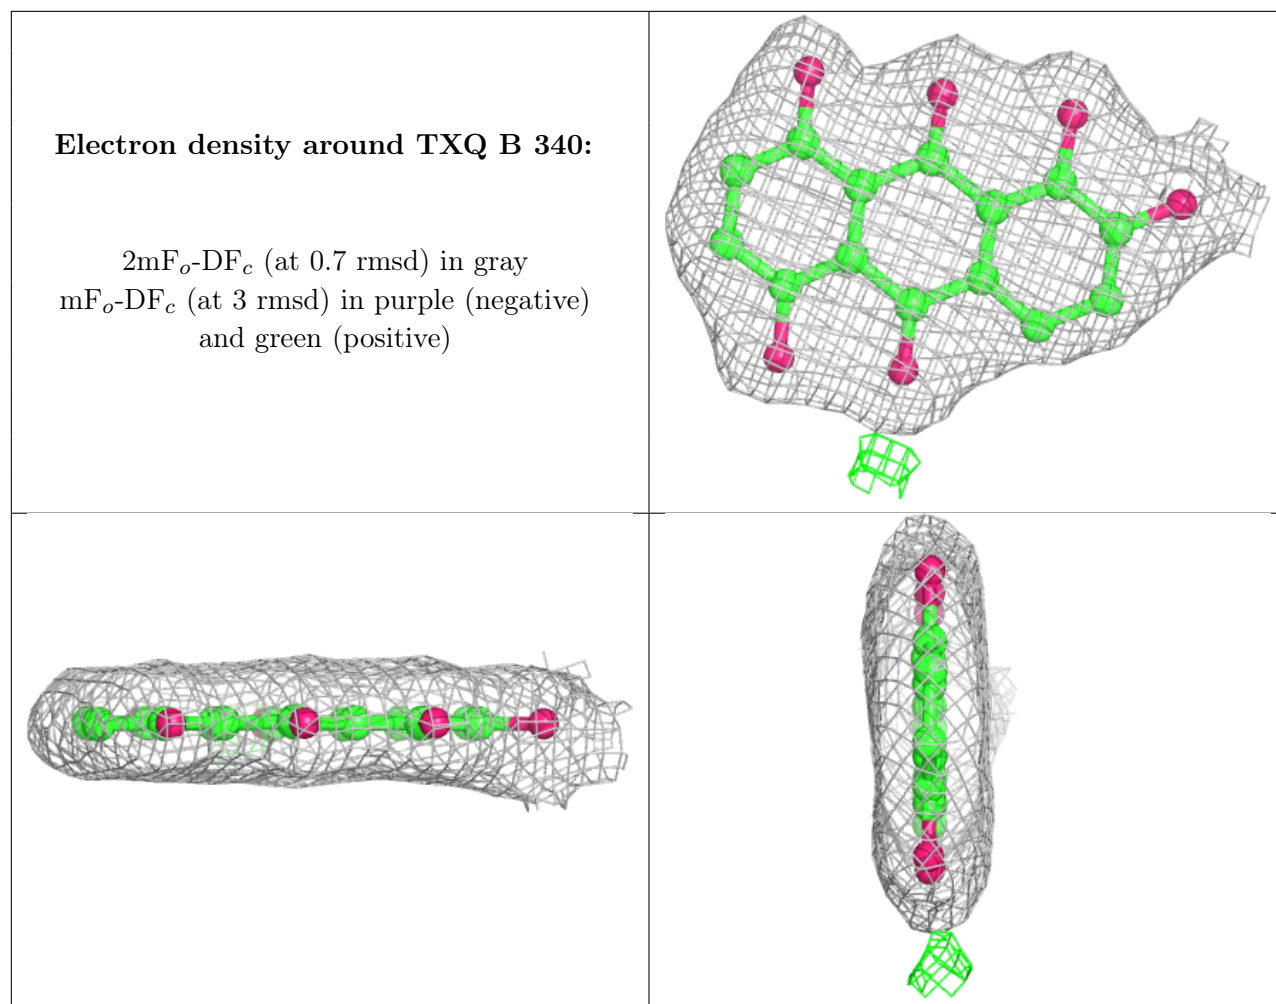 Electron density around TXQ B 340:
2mFₒ-DF𝒸 (at 0.7 rmsd) in gray
mFₒ-DF𝒸 (at 3 rmsd) in purple (negative)
and green (positive)